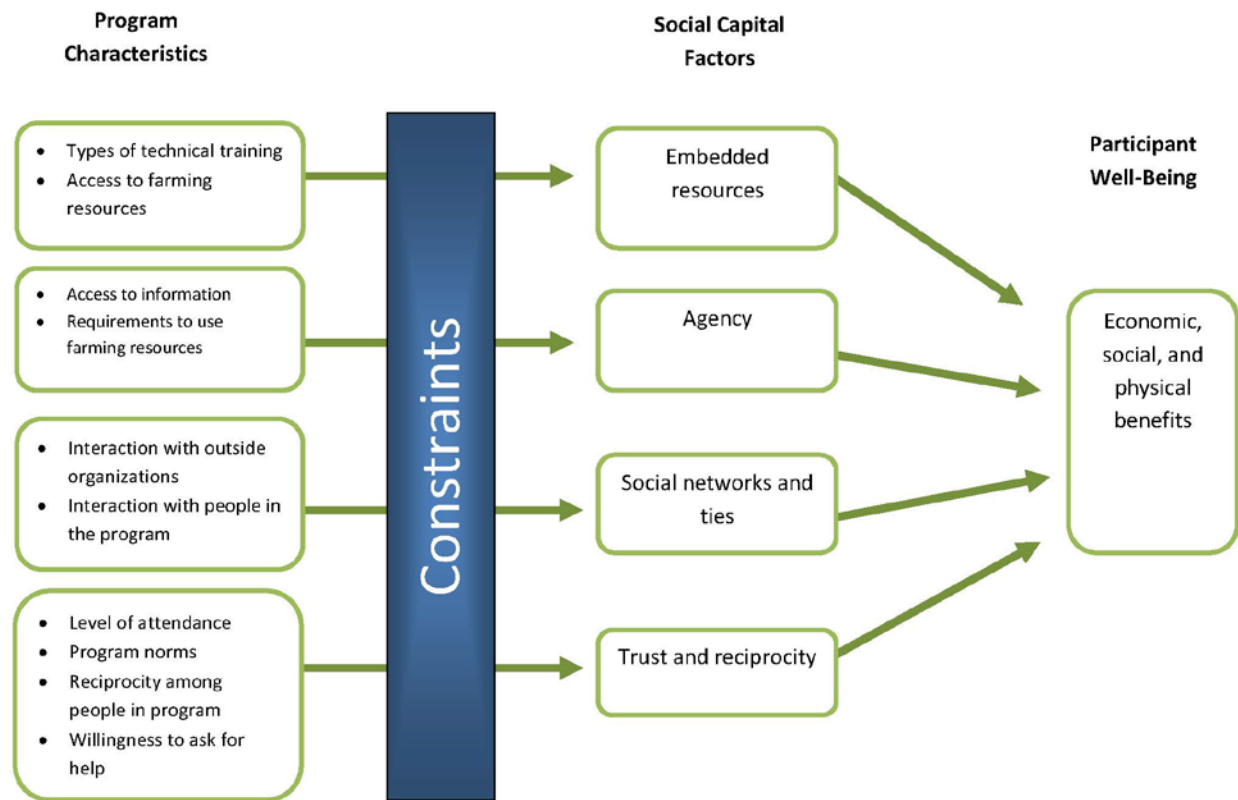 Program
Characteristics
Social Capital
Factors
Participant
Well-Being
• Types of technical training
• Access to farming
resources
• Access to information
• Requirements to use
farming resources
• Interaction with outside
organizations
• Interaction with people in
the program
• Level of attendance
• Program norms
• Reciprocity among
people in program
• Willingness to ask for
help
Constraints
Embedded
resources
Agency
Social networks and
ties
Trust and reciprocity
Economic,
social, and
physical
benefits